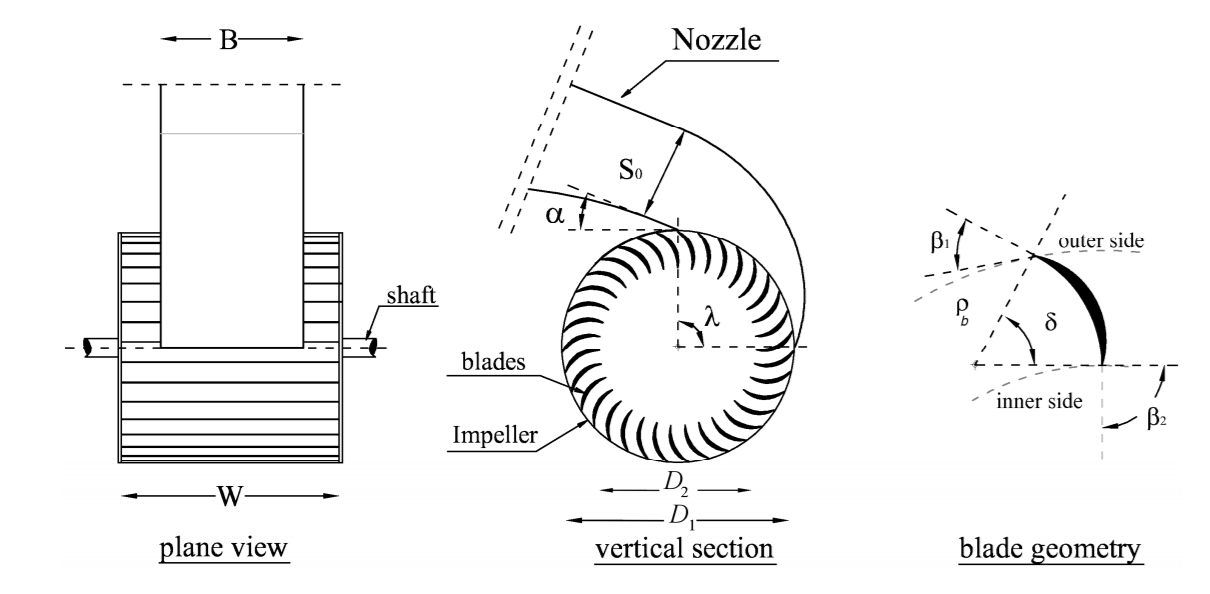 B
shaft
W
plane view
Nozzle
S₀
α
λ
blades
Impeller
D₂
D₁
vertical section
β₁
outer side
ρ_b
δ
inner side
β₂
blade geometry